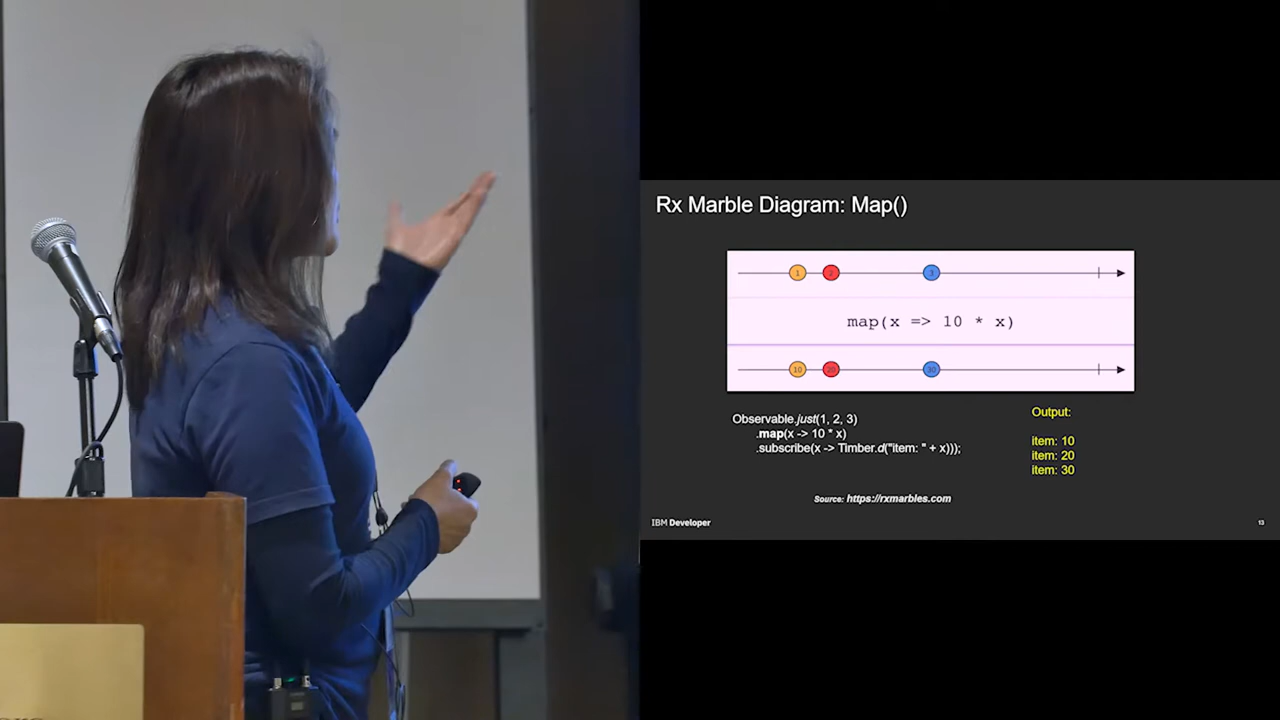 Rx Marble Diagram: Map()
1 2 3
map(x => 10 * x)
10 20 30
Observable.just(1, 2, 3)
.map(x -> 10 * x)
.subscribe(x -> Timber.d("item: " + x)));
Output:
item: 10
item: 20
item: 30
Source: https://rxmarbles.com
IBM Developer
13